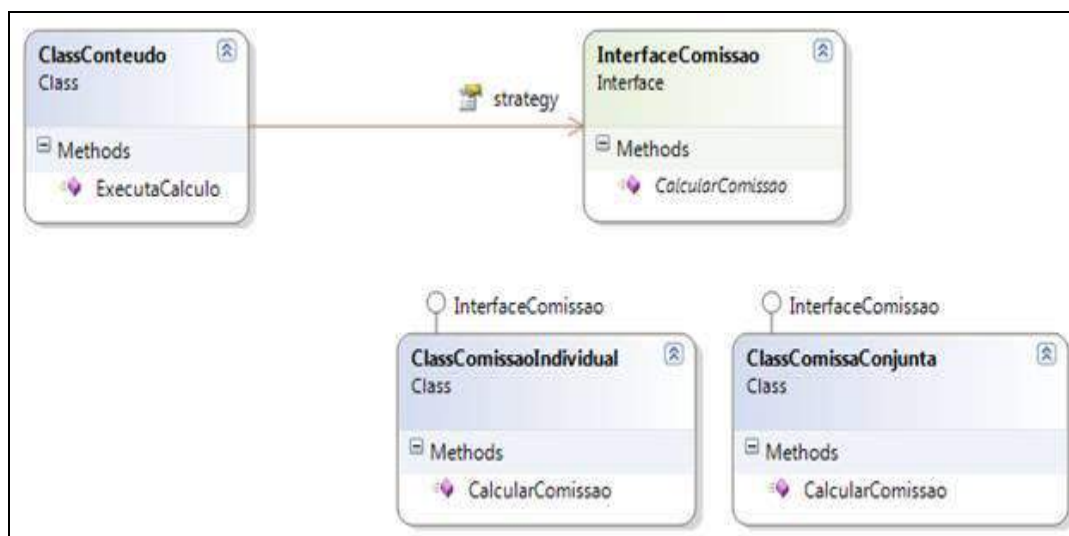 ClassConteudo
Class
Methods
ExecutaCalculo
strategy
InterfaceComissao
Interface
Methods
CalcularComissao
InterfaceComissao
ClassComissaoIndividual
Class
Methods
CalcularComissao
InterfaceComissao
ClassComissaConjunta
Class
Methods
CalcularComissao